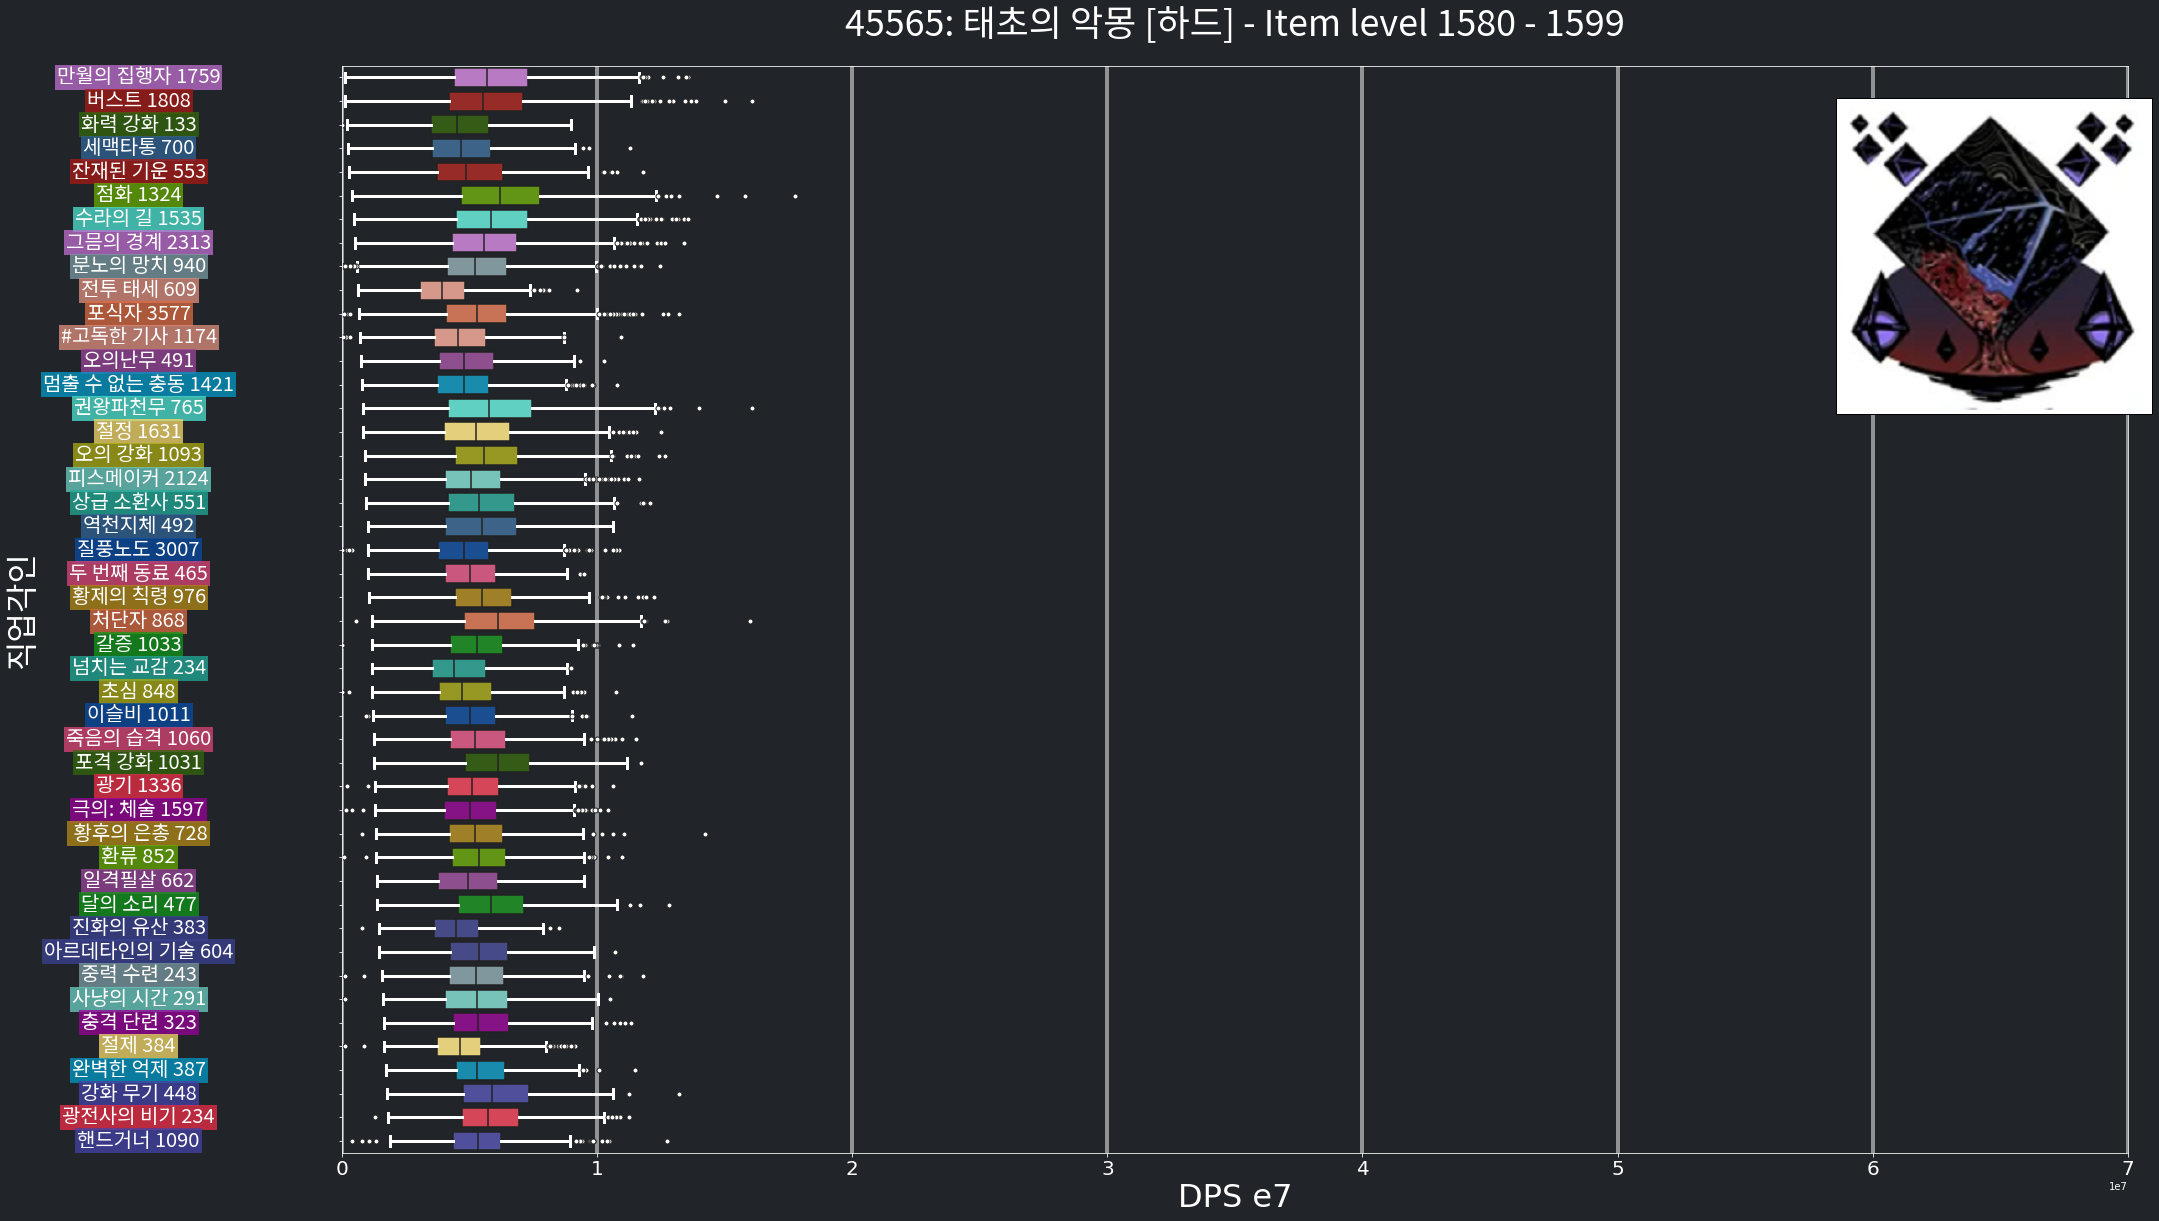 45565: 태초의 악몽 [하드] - Item level 1580 - 1599
만월의 집행자 1759
버스트 1808
화력 강화 133
세맥타통 700
잔재된 기운 553
점화 1324
수라의 길 1535
그믐의 경계 2313
분노의 망치 940
전투 태세 609
포식자 3577
#고독한 기사 1174
오의난무 491
멈출 수 없는 충동 1421
권왕파천무 765
절정 1631
오의 강화 1093
피스메이커 2124
상급 소환사 551
역천지체 492
질풍노도 3007
두 번째 동료 465
황제의 칙령 976
처단자 868
갈증 1033
넘치는 교감 234
초심 848
이슬비 1011
죽음의 습격 1060
포격 강화 1031
광기 1336
극의: 체술 1597
황후의 은총 728
환류 852
일격필살 662
달의 소리 477
진화의 유산 383
아르데타인의 기술 604
중력 수련 243
사냥의 시간 291
충격 단련 323
절제 384
완벽한 억제 387
강화 무기 448
광전사의 비기 234
핸드거너 1090
직업각인
0 1 2 3 4 5 6 7
1e7
DPS e7